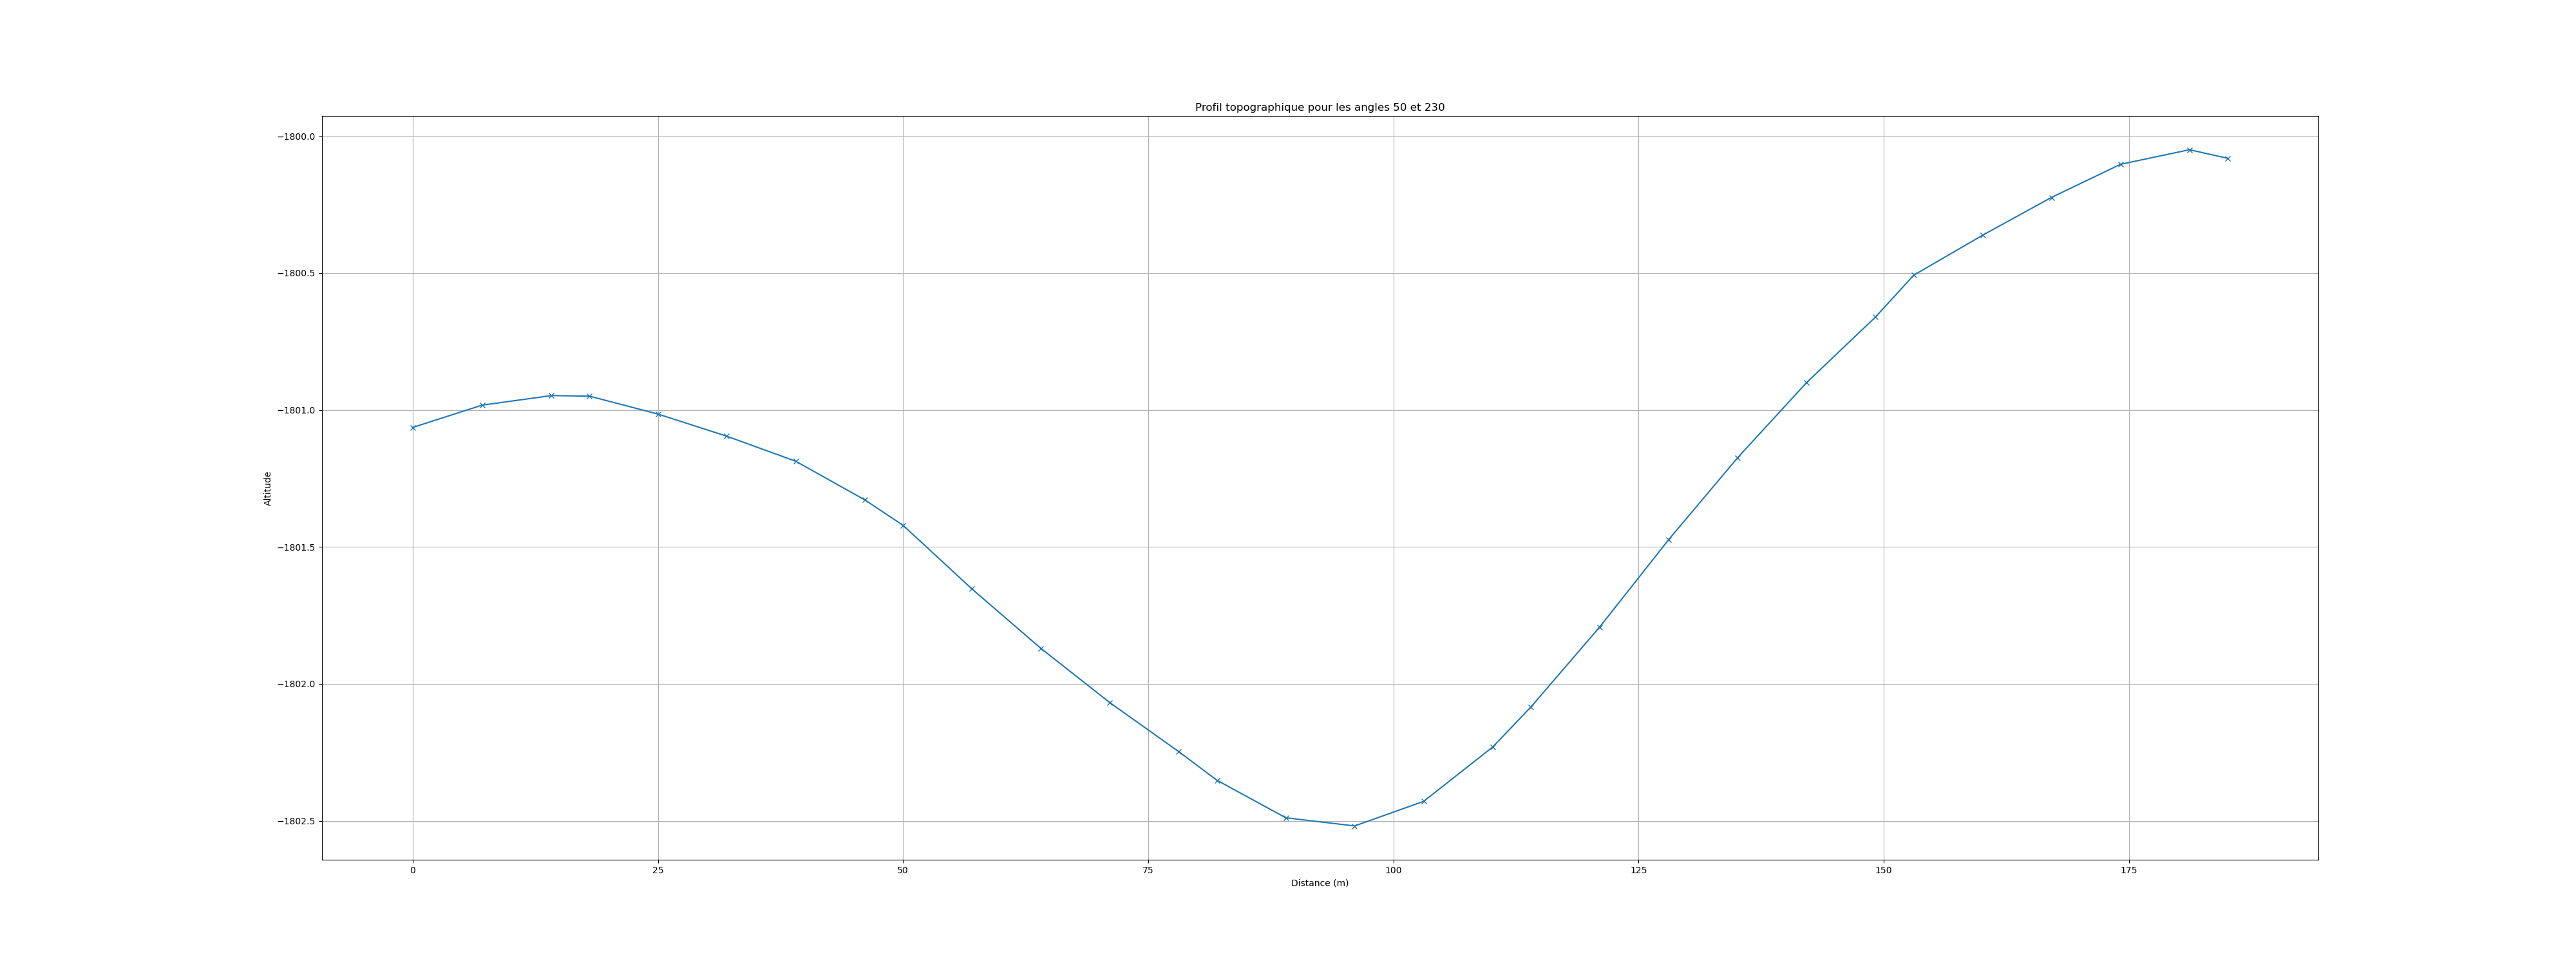 Profil topographique pour les angles 50 et 230
−1800.0
−1800.5
−1801.0
−1801.5
−1802.0
−1802.5
Altitude
0 25 50 75 100 125 150 175
Distance (m)